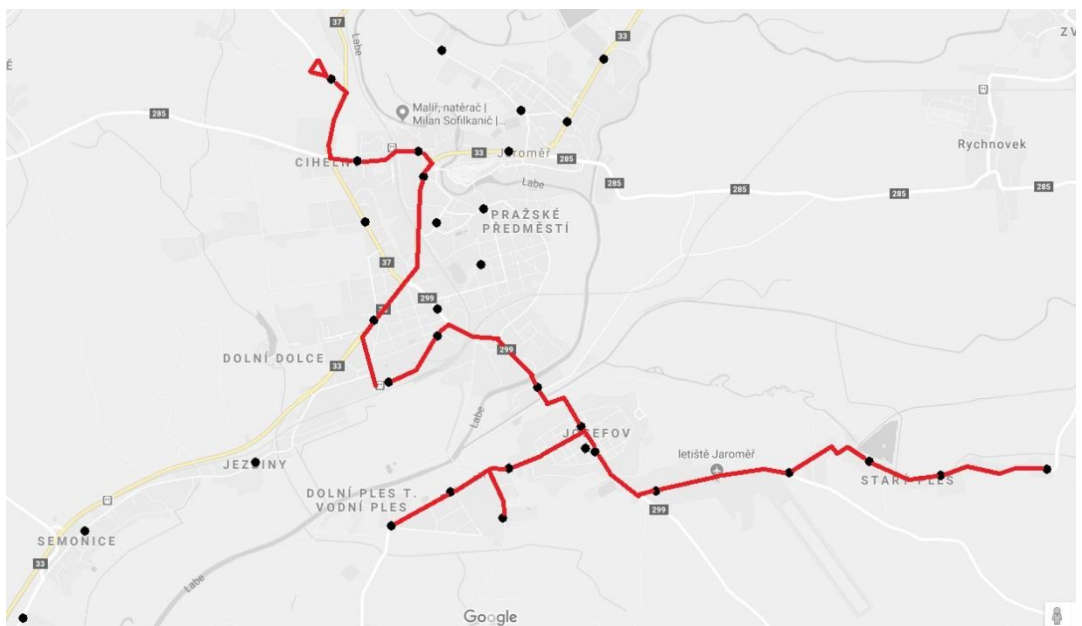 37
Labe
33
ZV
Ě
285
Malíř, natěrač |
Milan Sofilkanič |...
33
Jaroměř
285
Rychnovek
CIHELN
Labe
285
285
285
285
PRAŽSKÉ
PŘEDMĚSTÍ
37
299
DOLNÍ DOLCE
33
299
Labe
JOSEFOV
letiště Jaroměř
JEZBINY
STARÝ PLES
DOLNÍ PLES T.
VODNÍ PLES
299
SEMONICE
33
Labe
Google